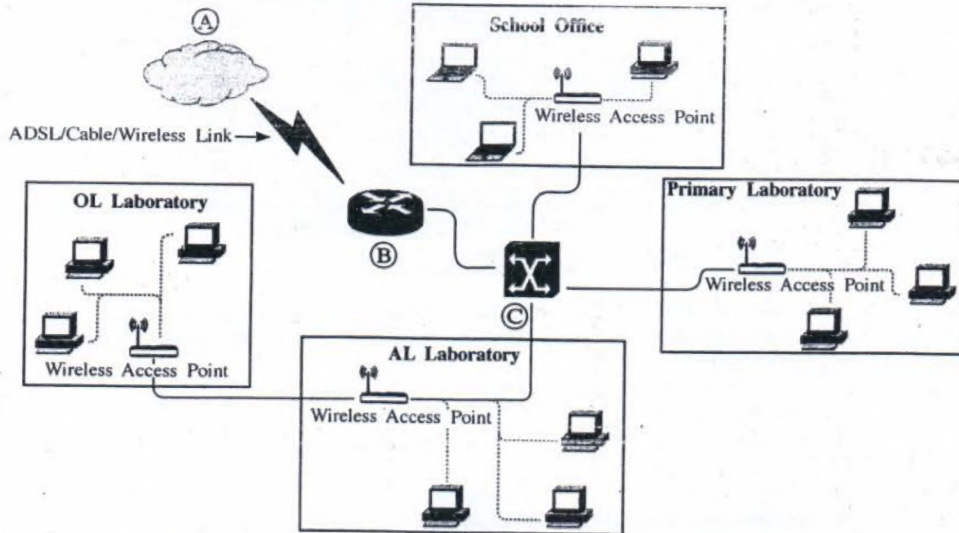 A
School Office
Wireless Access Point
ADSL/Cable/Wireless Link
OL Laboratory
Wireless Access Point
B
C
Primary Laboratory
Wireless Access Point
AL Laboratory
Wireless Access Point